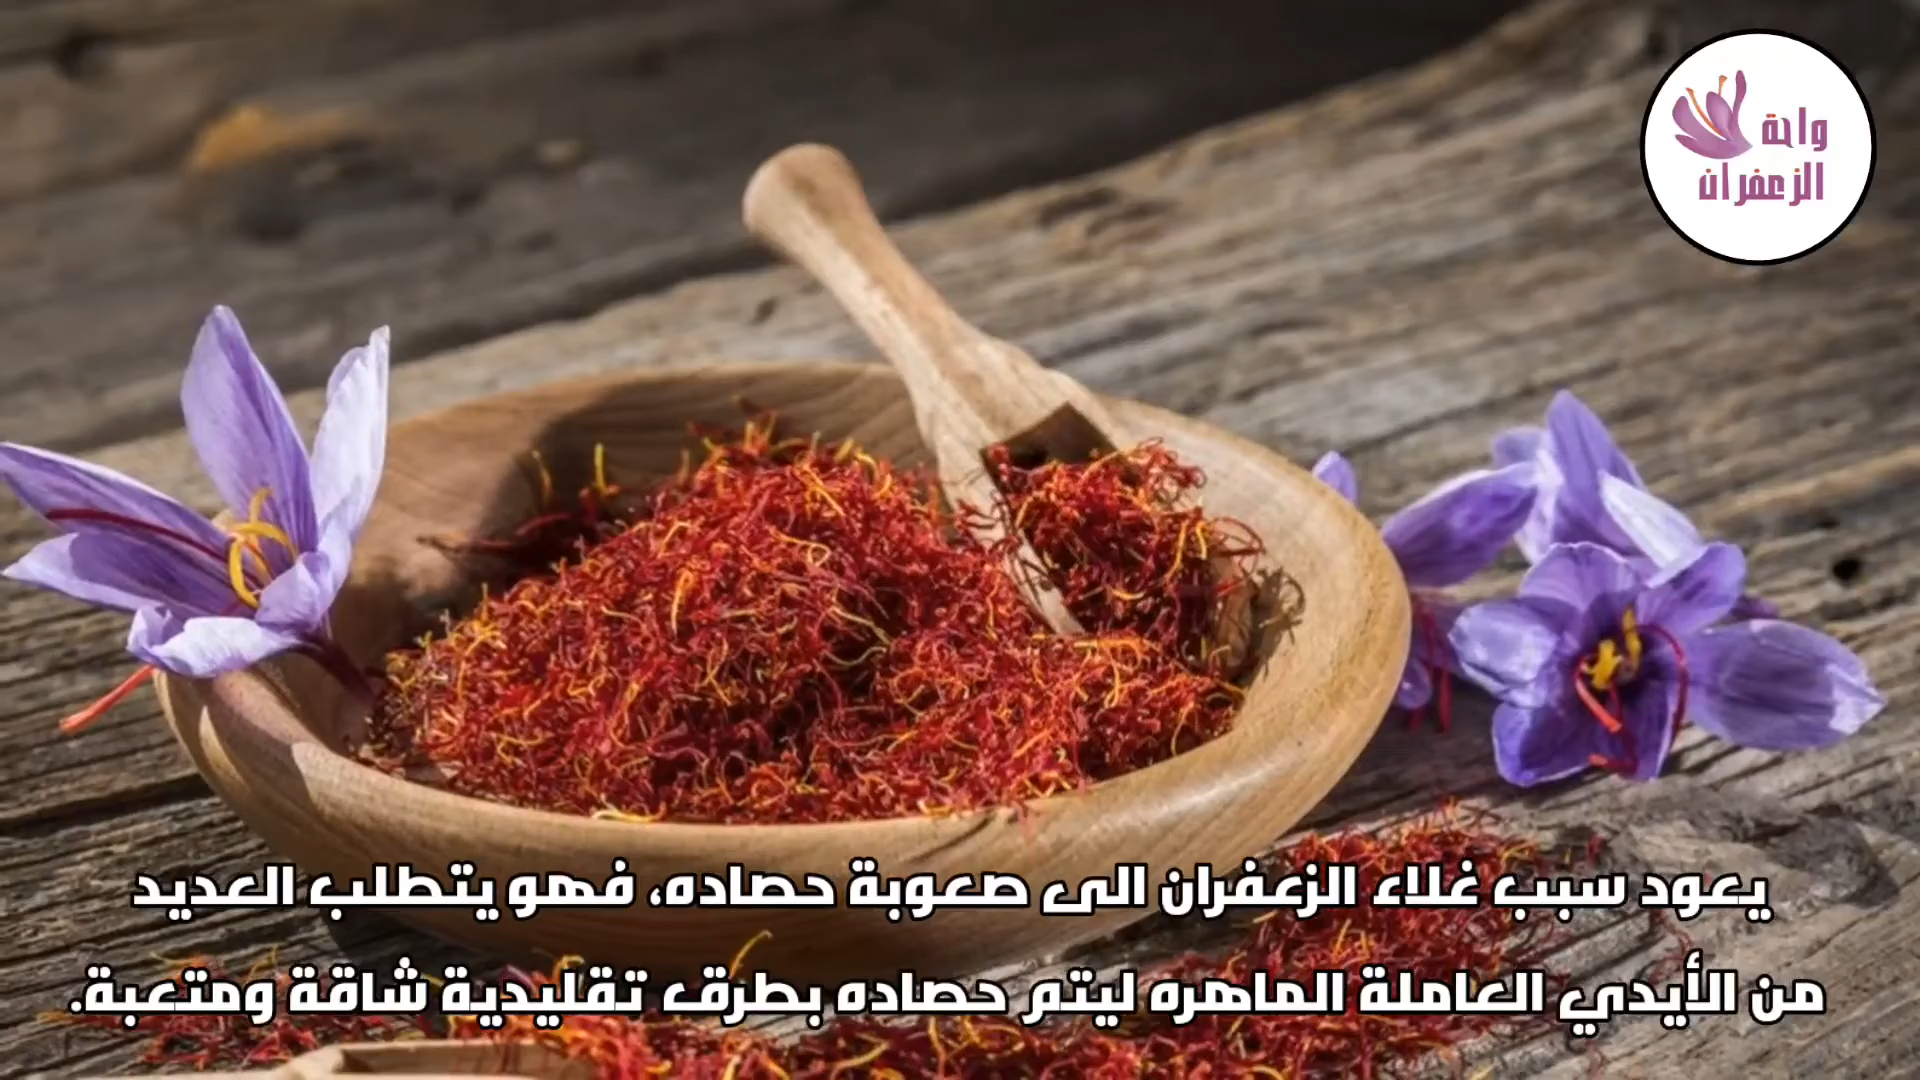 واحة
الزعفران
يعود سبب غلاء الزعفران الى صعوبة حصاده، فهو يتطلب العديد
من الأيدي العاملة الماهره ليتم حصاده بطرق تقليدية شاقة ومتعبة.